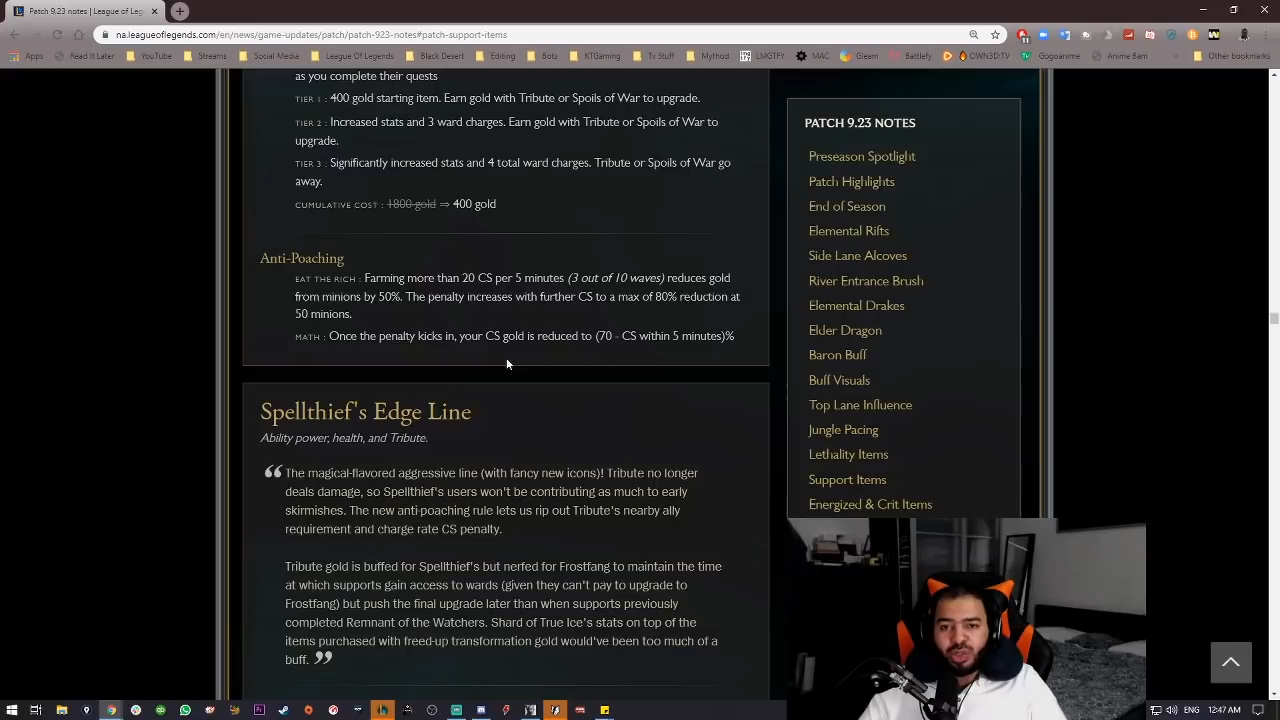 Patch 9.23 notes | League of Leg
na.leagueoflegends.com/en/news/game-updates/patch/patch-923-notes#patch-support-items
Apps Read It Later YouTube Streams Social League Of Legends Black Desert Editing Bots KTGaming Tv Stuff Mythod LMGTFY MAC Gleam Battlefy OWN3D:TV Gogoanime Anime Bam Other bookmarks
as you complete their quests
TIER 1 : 400 gold starting item. Earn gold with Tribute or Spoils of War to upgrade.
TIER 2 : Increased stats and 3 ward charges. Earn gold with Tribute or Spoils of War to
upgrade.
TIER 3 : Significantly increased stats and 4 total ward charges. Tribute or Spoils of War go
away.
CUMULATIVE COST : 1800 gold ⇒ 400 gold
Anti-Poaching
EAT THE RICH : Farming more than 20 CS per 5 minutes (3 out of 10 waves) reduces gold
from minions by 50%. The penalty increases with further CS to a max of 80% reduction at
50 minions.
MATH : Once the penalty kicks in, your CS gold is reduced to (70 - CS within 5 minutes)%
Spellthief's Edge Line
Ability power, health, and Tribute.
“The magical-flavored aggressive line (with fancy new icons)! Tribute no longer
deals damage, so Spellthief's users won't be contributing as much to early
skirmishes. The new anti-poaching rule lets us rip out Tribute's nearby ally
requirement and charge rate CS penalty.
Tribute gold is buffed for Spellthief's but nerfed for Frostfang to maintain the time
at which supports gain access to wards (given they can't pay to upgrade to
Frostfang) but push the final upgrade later than when supports previously
completed Remnant of the Watchers. Shard of True Ice's stats on top of the
items purchased with freed-up transformation gold would've been too much of a
buff. ”
PATCH 9.23 NOTES
Preseason Spotlight
Patch Highlights
End of Season
Elemental Rifts
Side Lane Alcoves
River Entrance Brush
Elemental Drakes
Elder Dragon
Baron Buff
Buff Visuals
Top Lane Influence
Jungle Pacing
Lethality Items
Support Items
Energized & Crit Items
ENG 12:47 AM